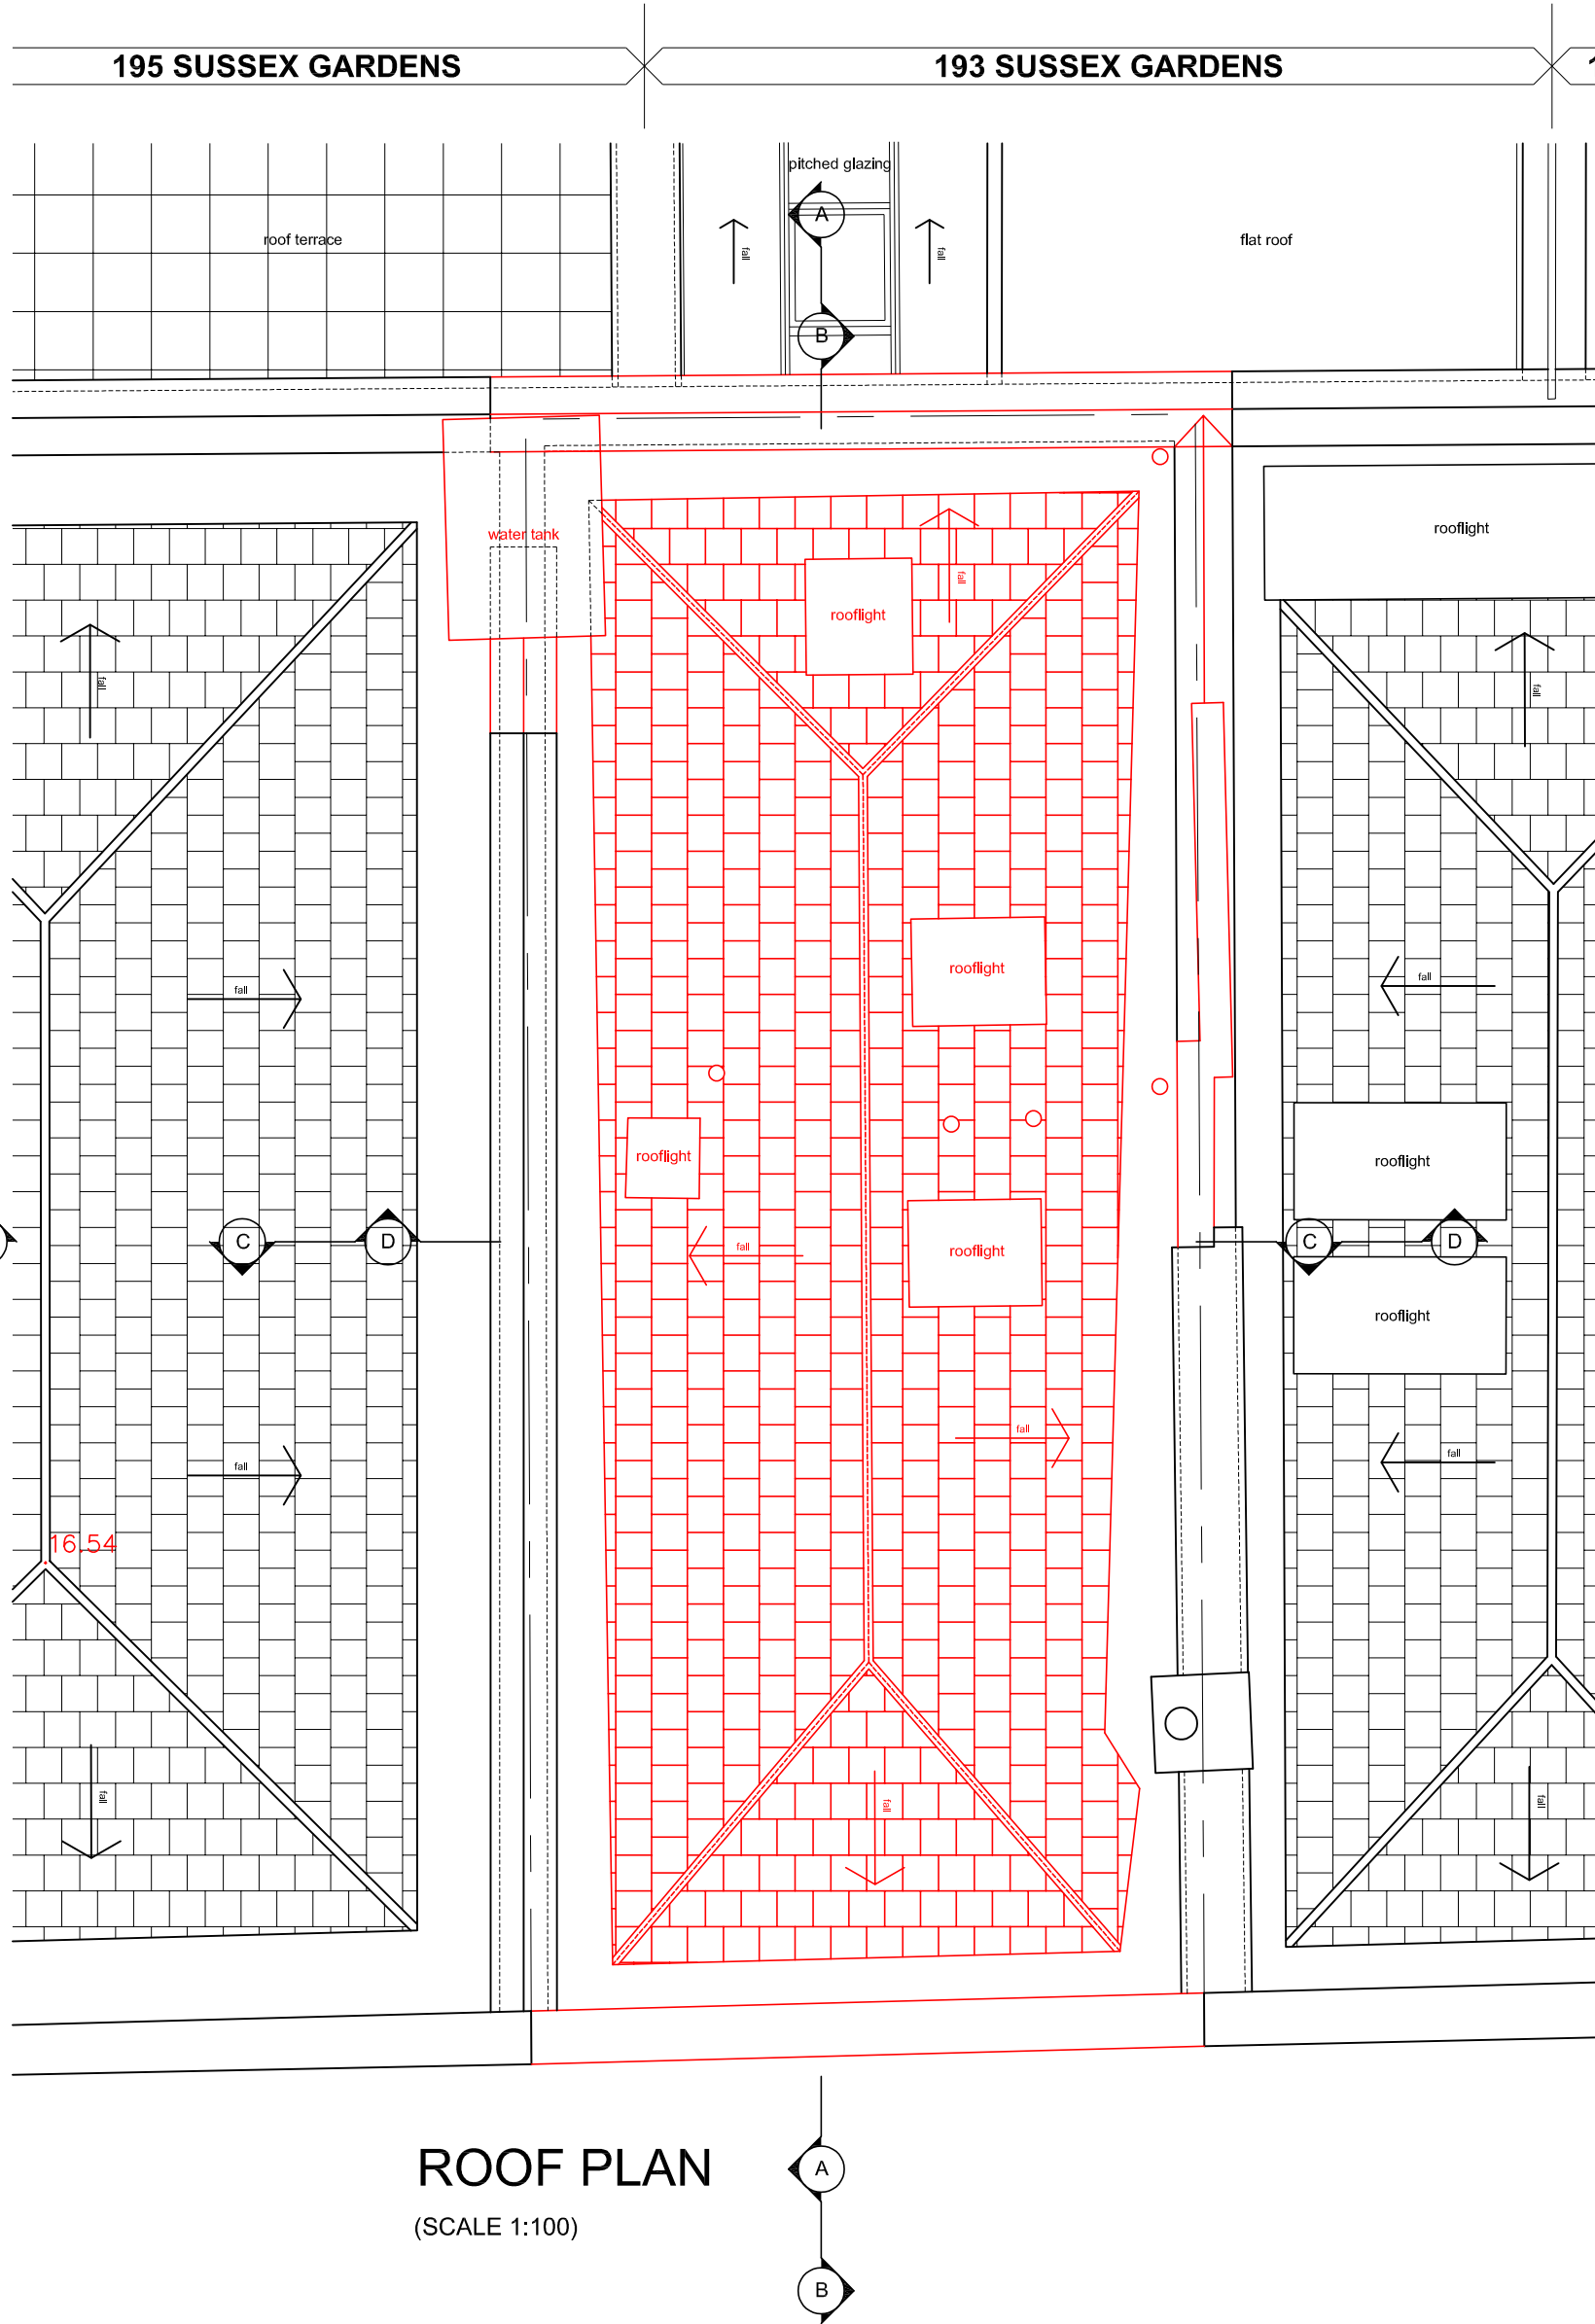 195 SUSSEX GARDENS
193 SUSSEX GARDENS
pitched glazing
A
roof terrace
fall
fall
flat roof
B
water tank
rooflight
fall
rooflight
fall
fall
rooflight
fall
fall
rooflight
rooflight
rooflight
C
D
fall
rooflight
C
D
rooflight
fall
fall
fall
16.54
fall
fall
fall
ROOF PLAN
(SCALE 1:100)
A
B